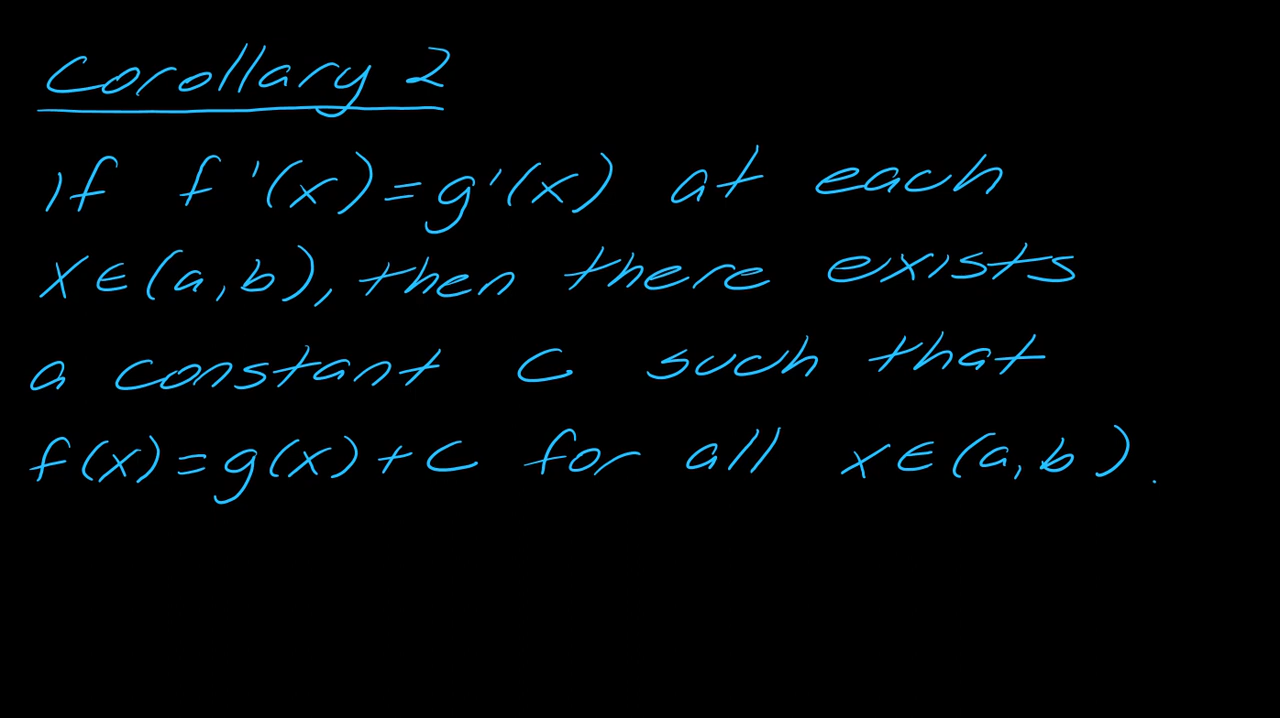 Corollary 2
If f'(x)=g'(x) at each
x∈(a,b), then there exists
a constant C such that
f(x)=g(x)+C for all x∈(a,b).